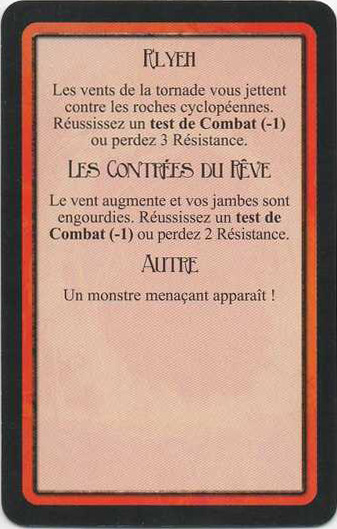 R'LYEH
Les vents de la tornade vous jettent
contre les roches cyclopéennes.
Réussissez un test de Combat (-1)
ou perdez 3 Résistance.
LES CONTRÉES DU RÊVE
Le vent augmente et vos jambes sont
engourdies. Réussissez un test de
Combat (-1) ou perdez 2 Résistance.
AUTRE
Un monstre menaçant apparaît !